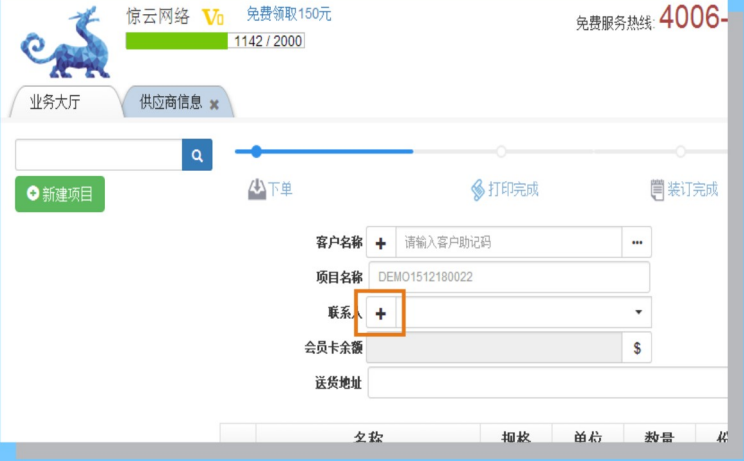 惊云网络 V0 免费领取150元
1142 / 2000
免费服务热线: 4006-
业务大厅 供应商信息 ×
新建项目
下单 打印完成 装订完成
客户名称 + 请输入客户助记码 ...
项目名称 DEMO1512180022
联系人 +
会员卡余额 $
送货地址
名称 规格 单位 数量